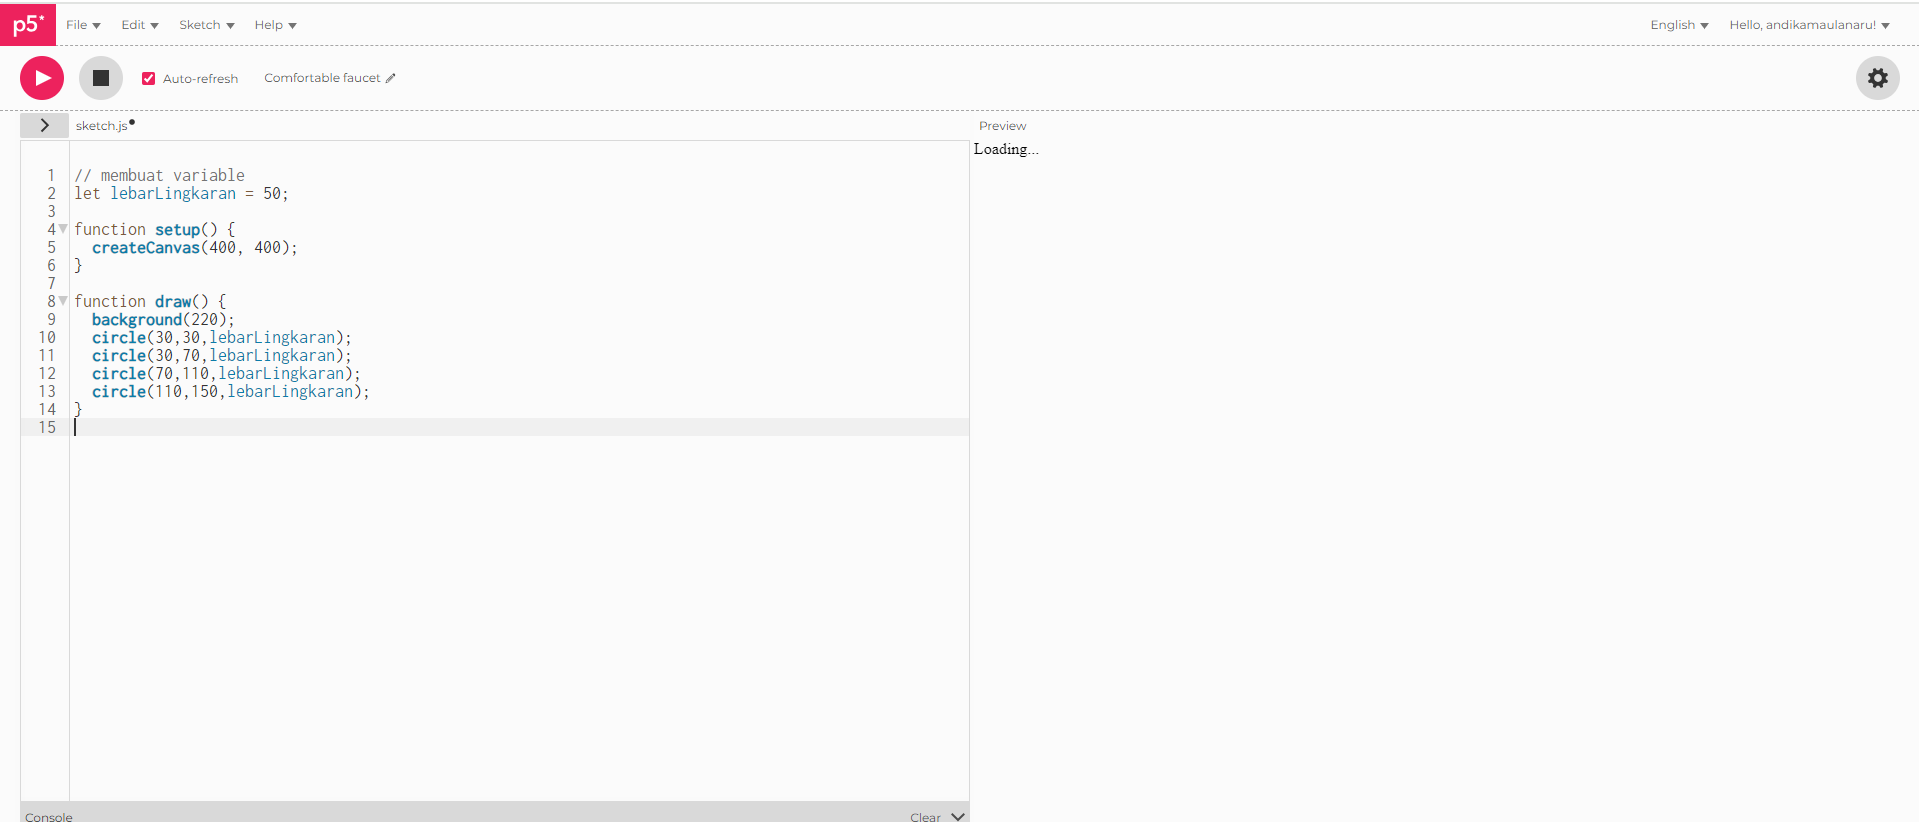 p5* File Edit Sketch Help English Hello, andikamaulanaru!
Auto-refresh Comfortable faucet
sketch.js
Preview
Loading...
1 // membuat variable
2 let lebarLingkaran = 50;
3
4 function setup() {
5 createCanvas(400, 400);
6 }
7
8 function draw() {
9 background(220);
10 circle(30,30,lebarLingkaran);
11 circle(30,70,lebarLingkaran);
12 circle(70,110,lebarLingkaran);
13 circle(110,150,lebarLingkaran);
14 }
15
Console Clear